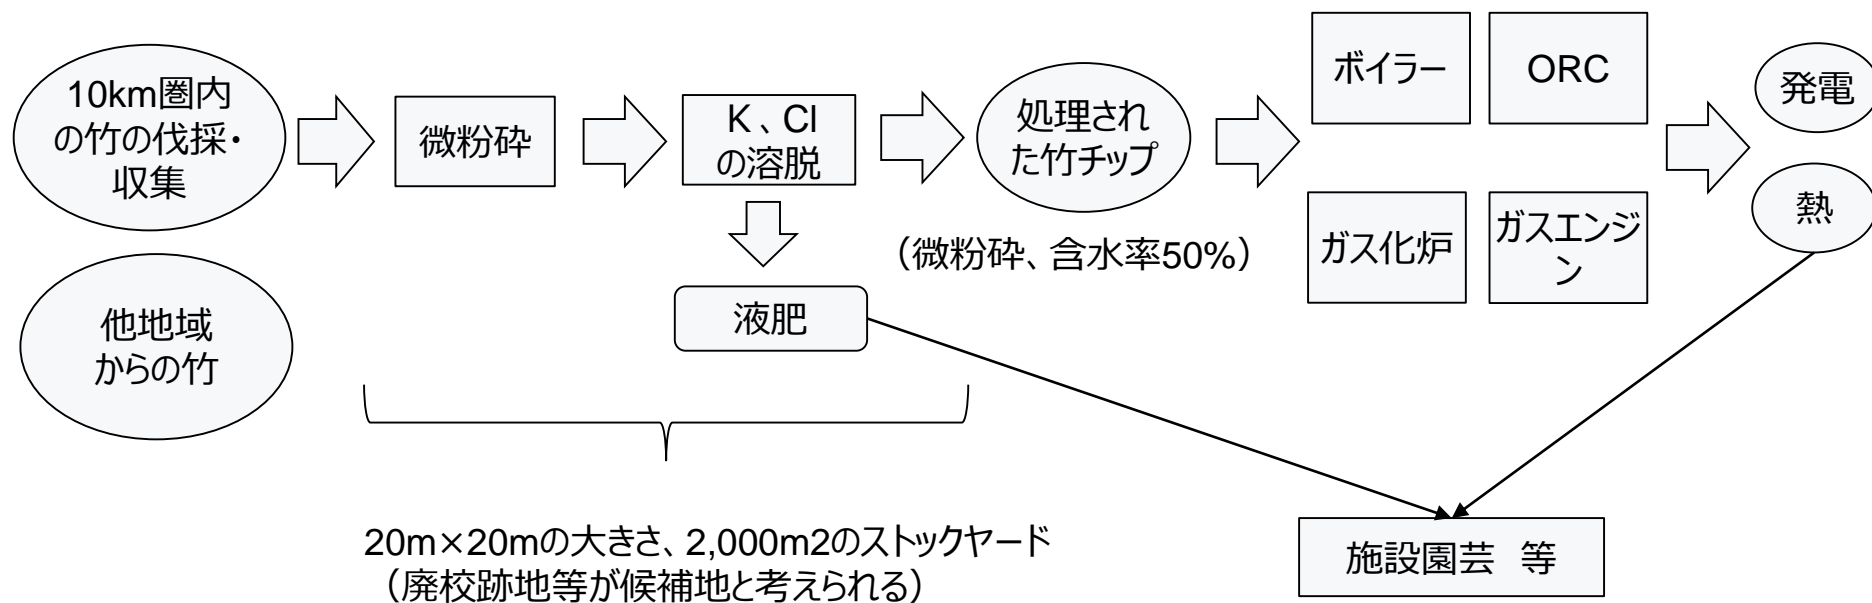 10km圏内
の竹の伐採・
収集
他地域
からの竹
微粉砕
K 、Cl
の溶脱
液肥
処理され
た竹チップ
（微粉砕、含水率50%）
ボイラー
ORC
ガス化炉
ガスエンジ
ン
発電
熱
20m×20mの大きさ、2,000m2のストックヤード
（廃校跡地等が候補地と考えられる）
施設園芸　等